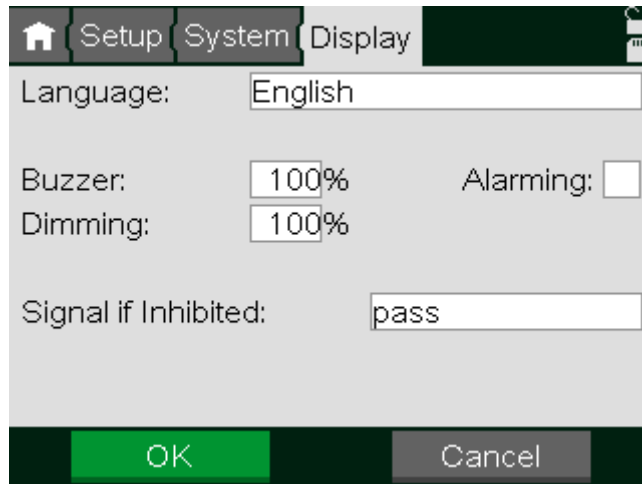 Setup System Display
Language: English
Buzzer: 100% Alarming:
Dimming: 100%
Signal if Inhibited: pass
OK Cancel